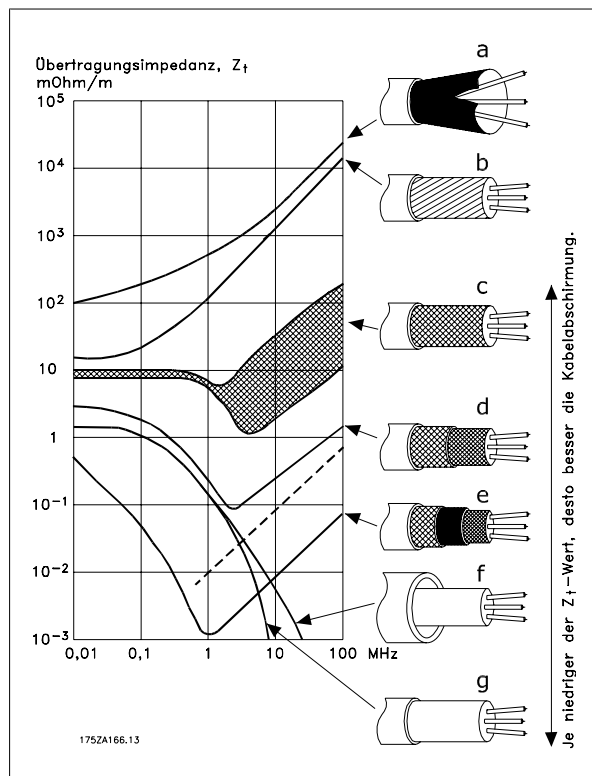 Übertragungsimpedanz, Zt
mOhm/m
10⁵
10⁴
10³
10²
10
1
10⁻¹
10⁻²
10⁻³
0,01
0,1
1
10
100
MHz
a
b
c
d
e
f
g
Je niedriger der Zt-Wert, desto besser die Kabelabschirmung.
175ZA166.13